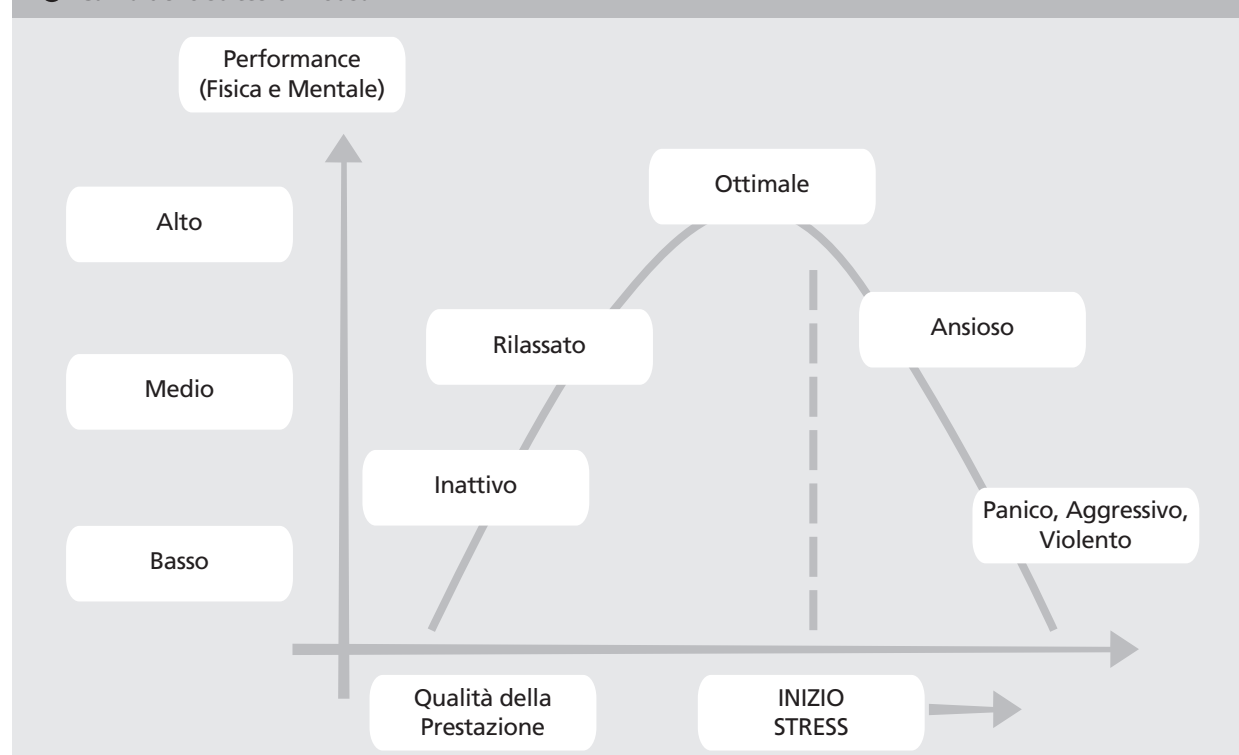 Performance
(Fisica e Mentale)
Ottimale
Alto
Rilassato
Ansioso
Medio
Inattivo
Panico, Aggressivo,
Violento
Basso
Qualità della
Prestazione
INIZIO
STRESS